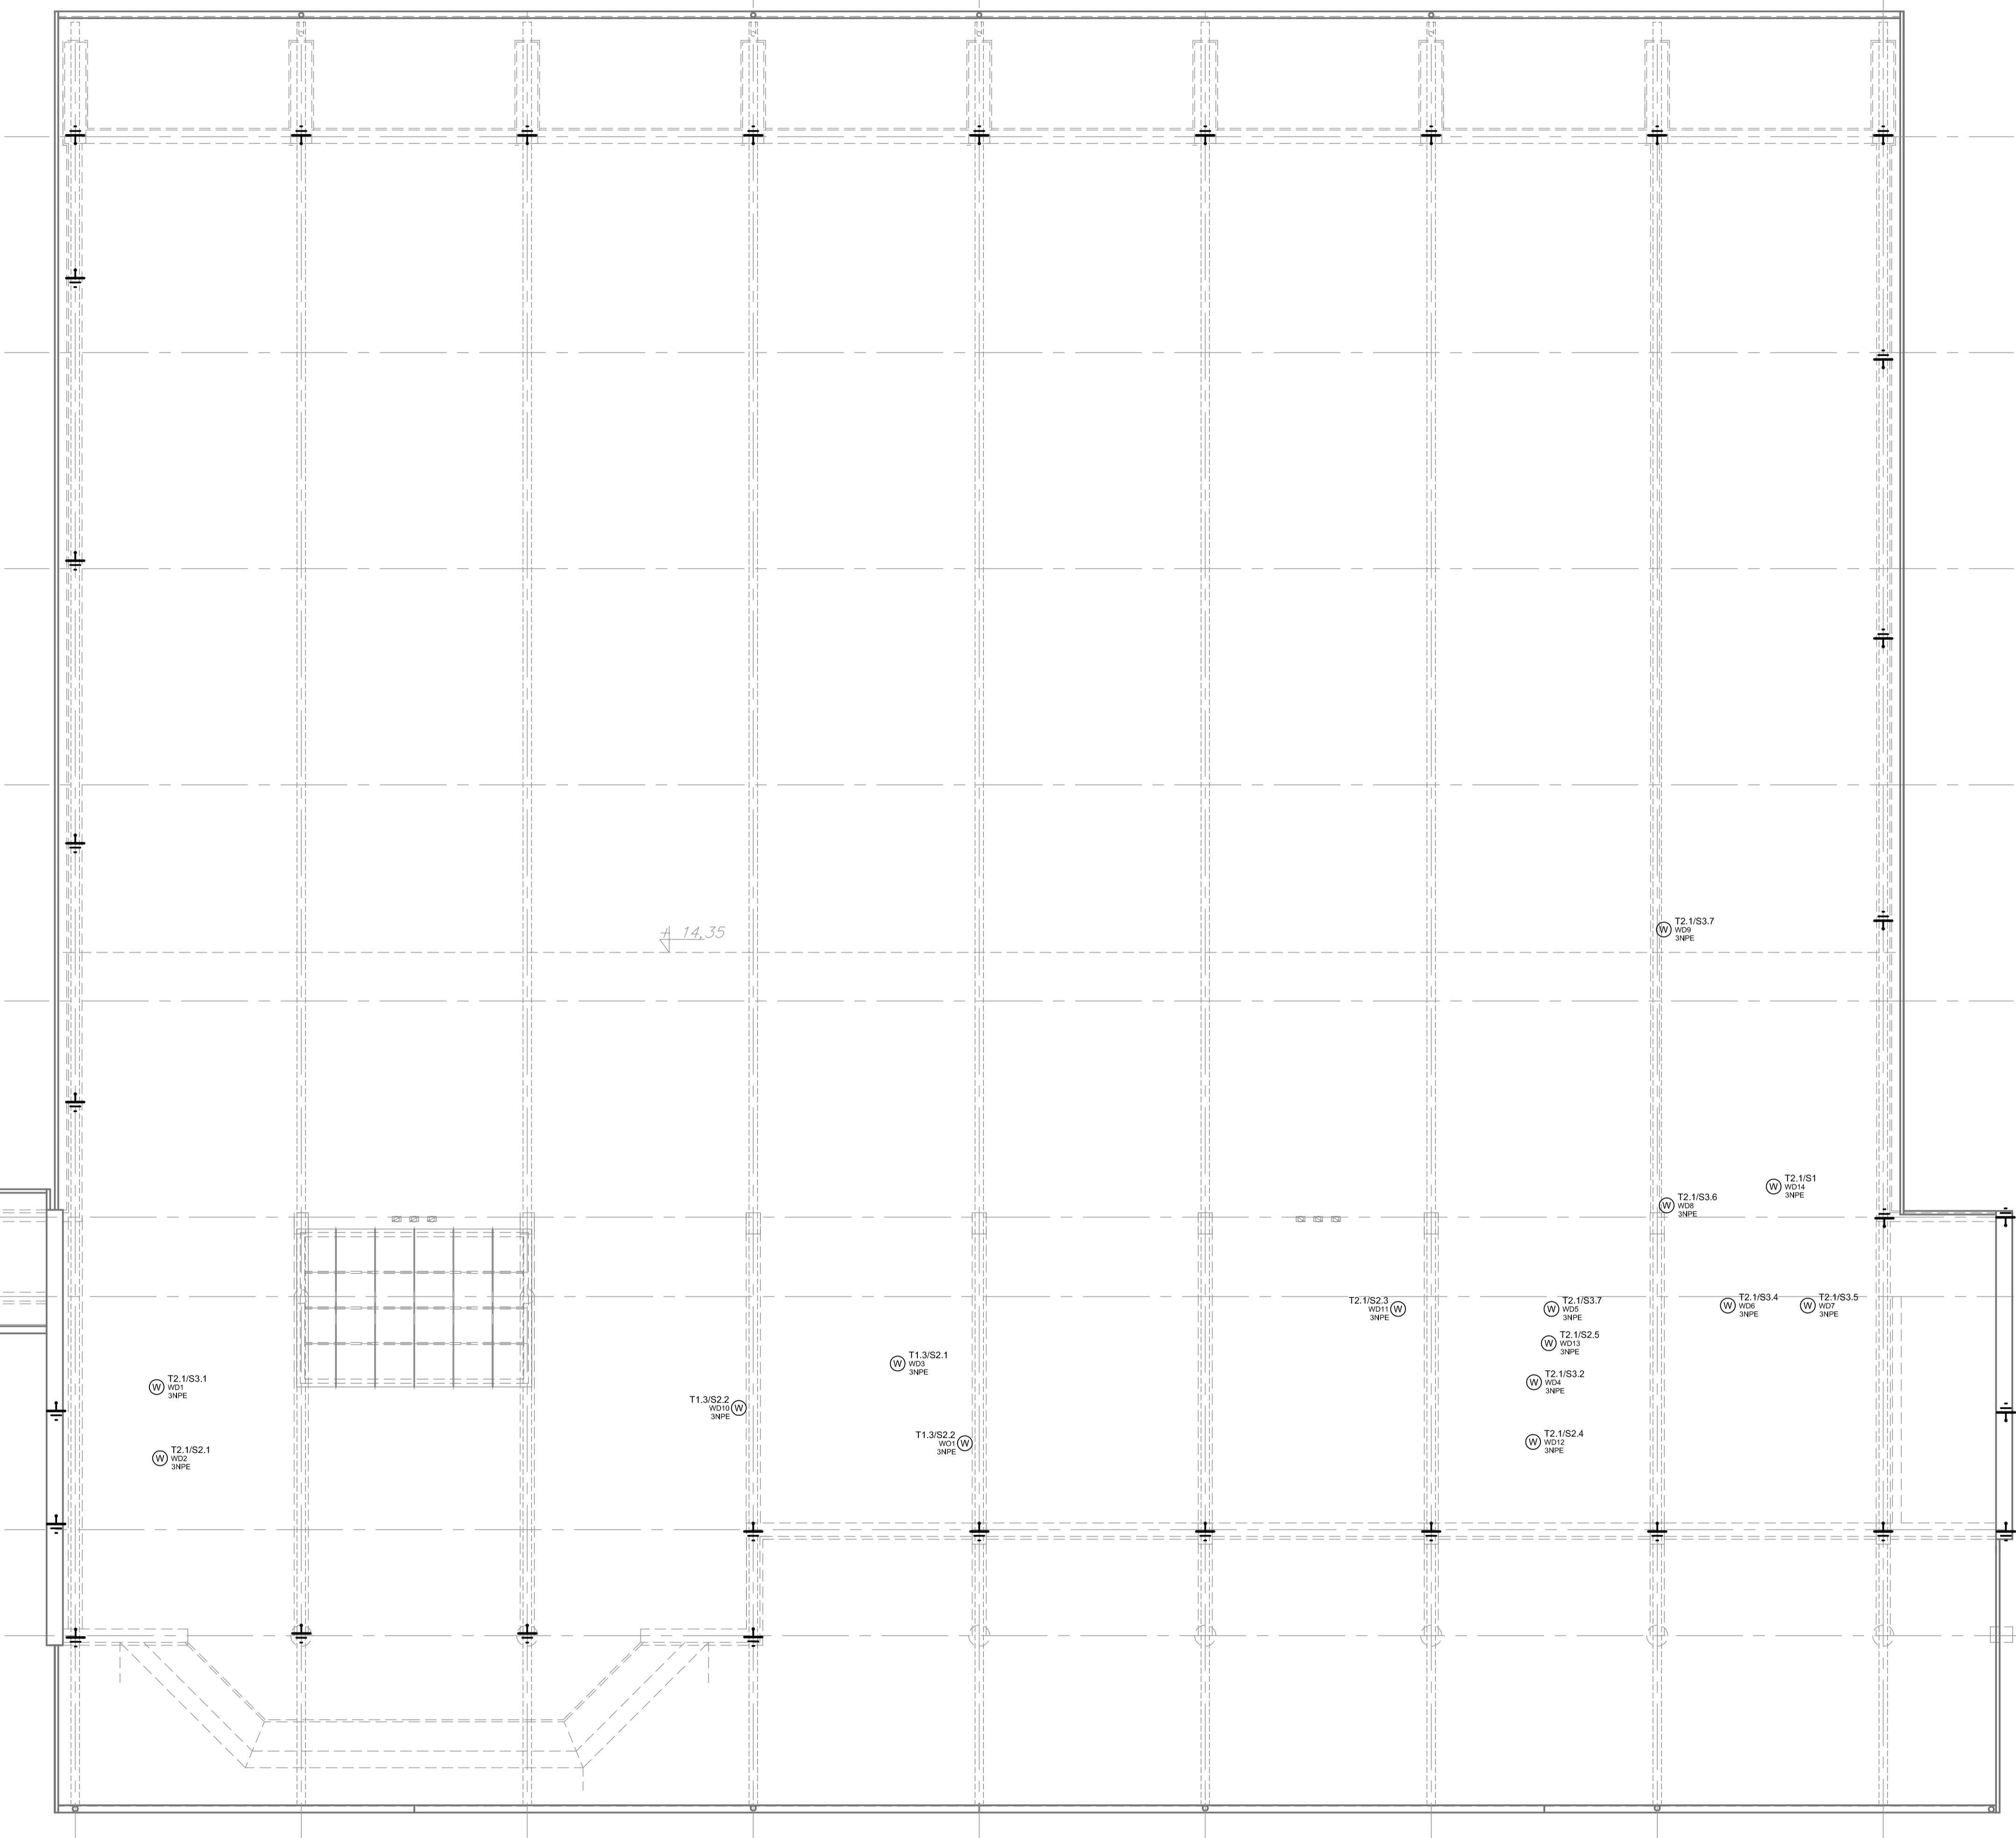 + 14,35
W
T2.1/S3.7
WD9
3NPE
W
T2.1/S1
WD14
3NPE
W
T2.1/S3.6
WD8
3NPE
T2.1/S2.3
WD11
3NPE
W
W
T2.1/S3.7
WD5
3NPE
W
T2.1/S3.4
WD6
3NPE
W
T2.1/S3.5
WD7
3NPE
W
T2.1/S2.5
WD13
3NPE
W
T1.3/S2.1
WD3
3NPE
W
T2.1/S3.2
WD4
3NPE
W
T2.1/S3.1
WD1
3NPE
T1.3/S2.2
WD10
3NPE
W
T1.3/S2.2
WO1
3NPE
W
W
T2.1/S2.4
WD12
3NPE
W
T2.1/S2.1
WD2
3NPE